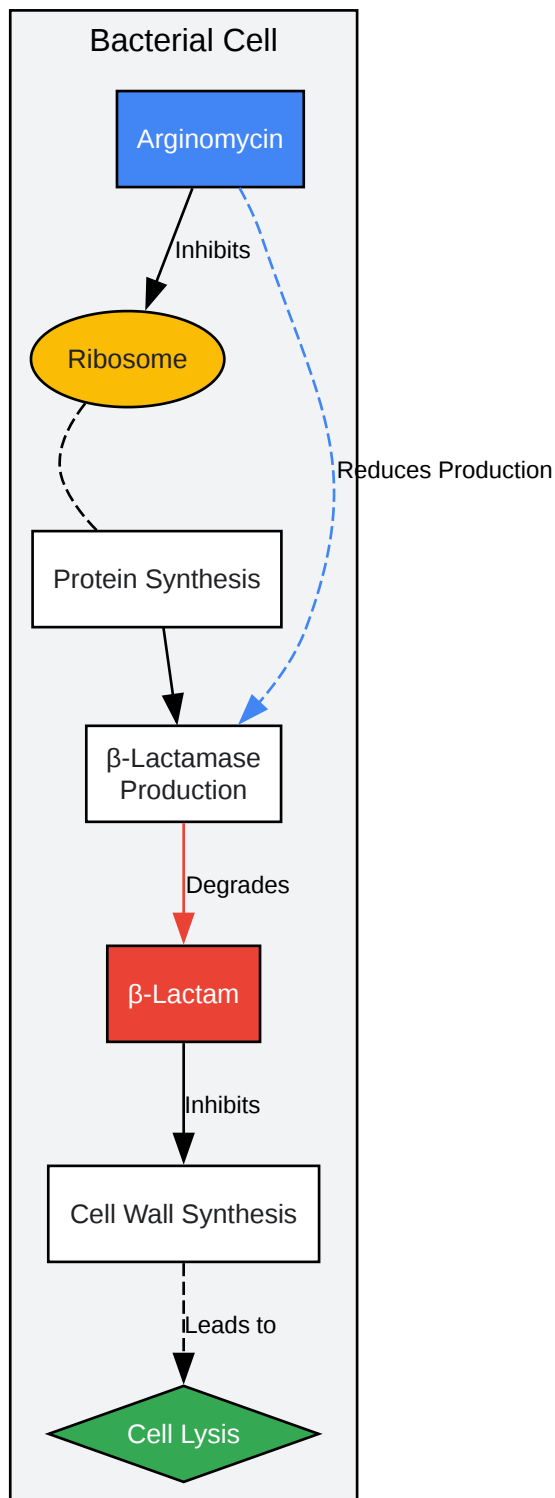 Bacterial Cell
Arginomycin
Inhibits
Ribosome
Reduces Production
Protein Synthesis
β-Lactamase
Production
Degrades
β-Lactam
Inhibits
Cell Wall Synthesis
Leads to
Cell Lysis